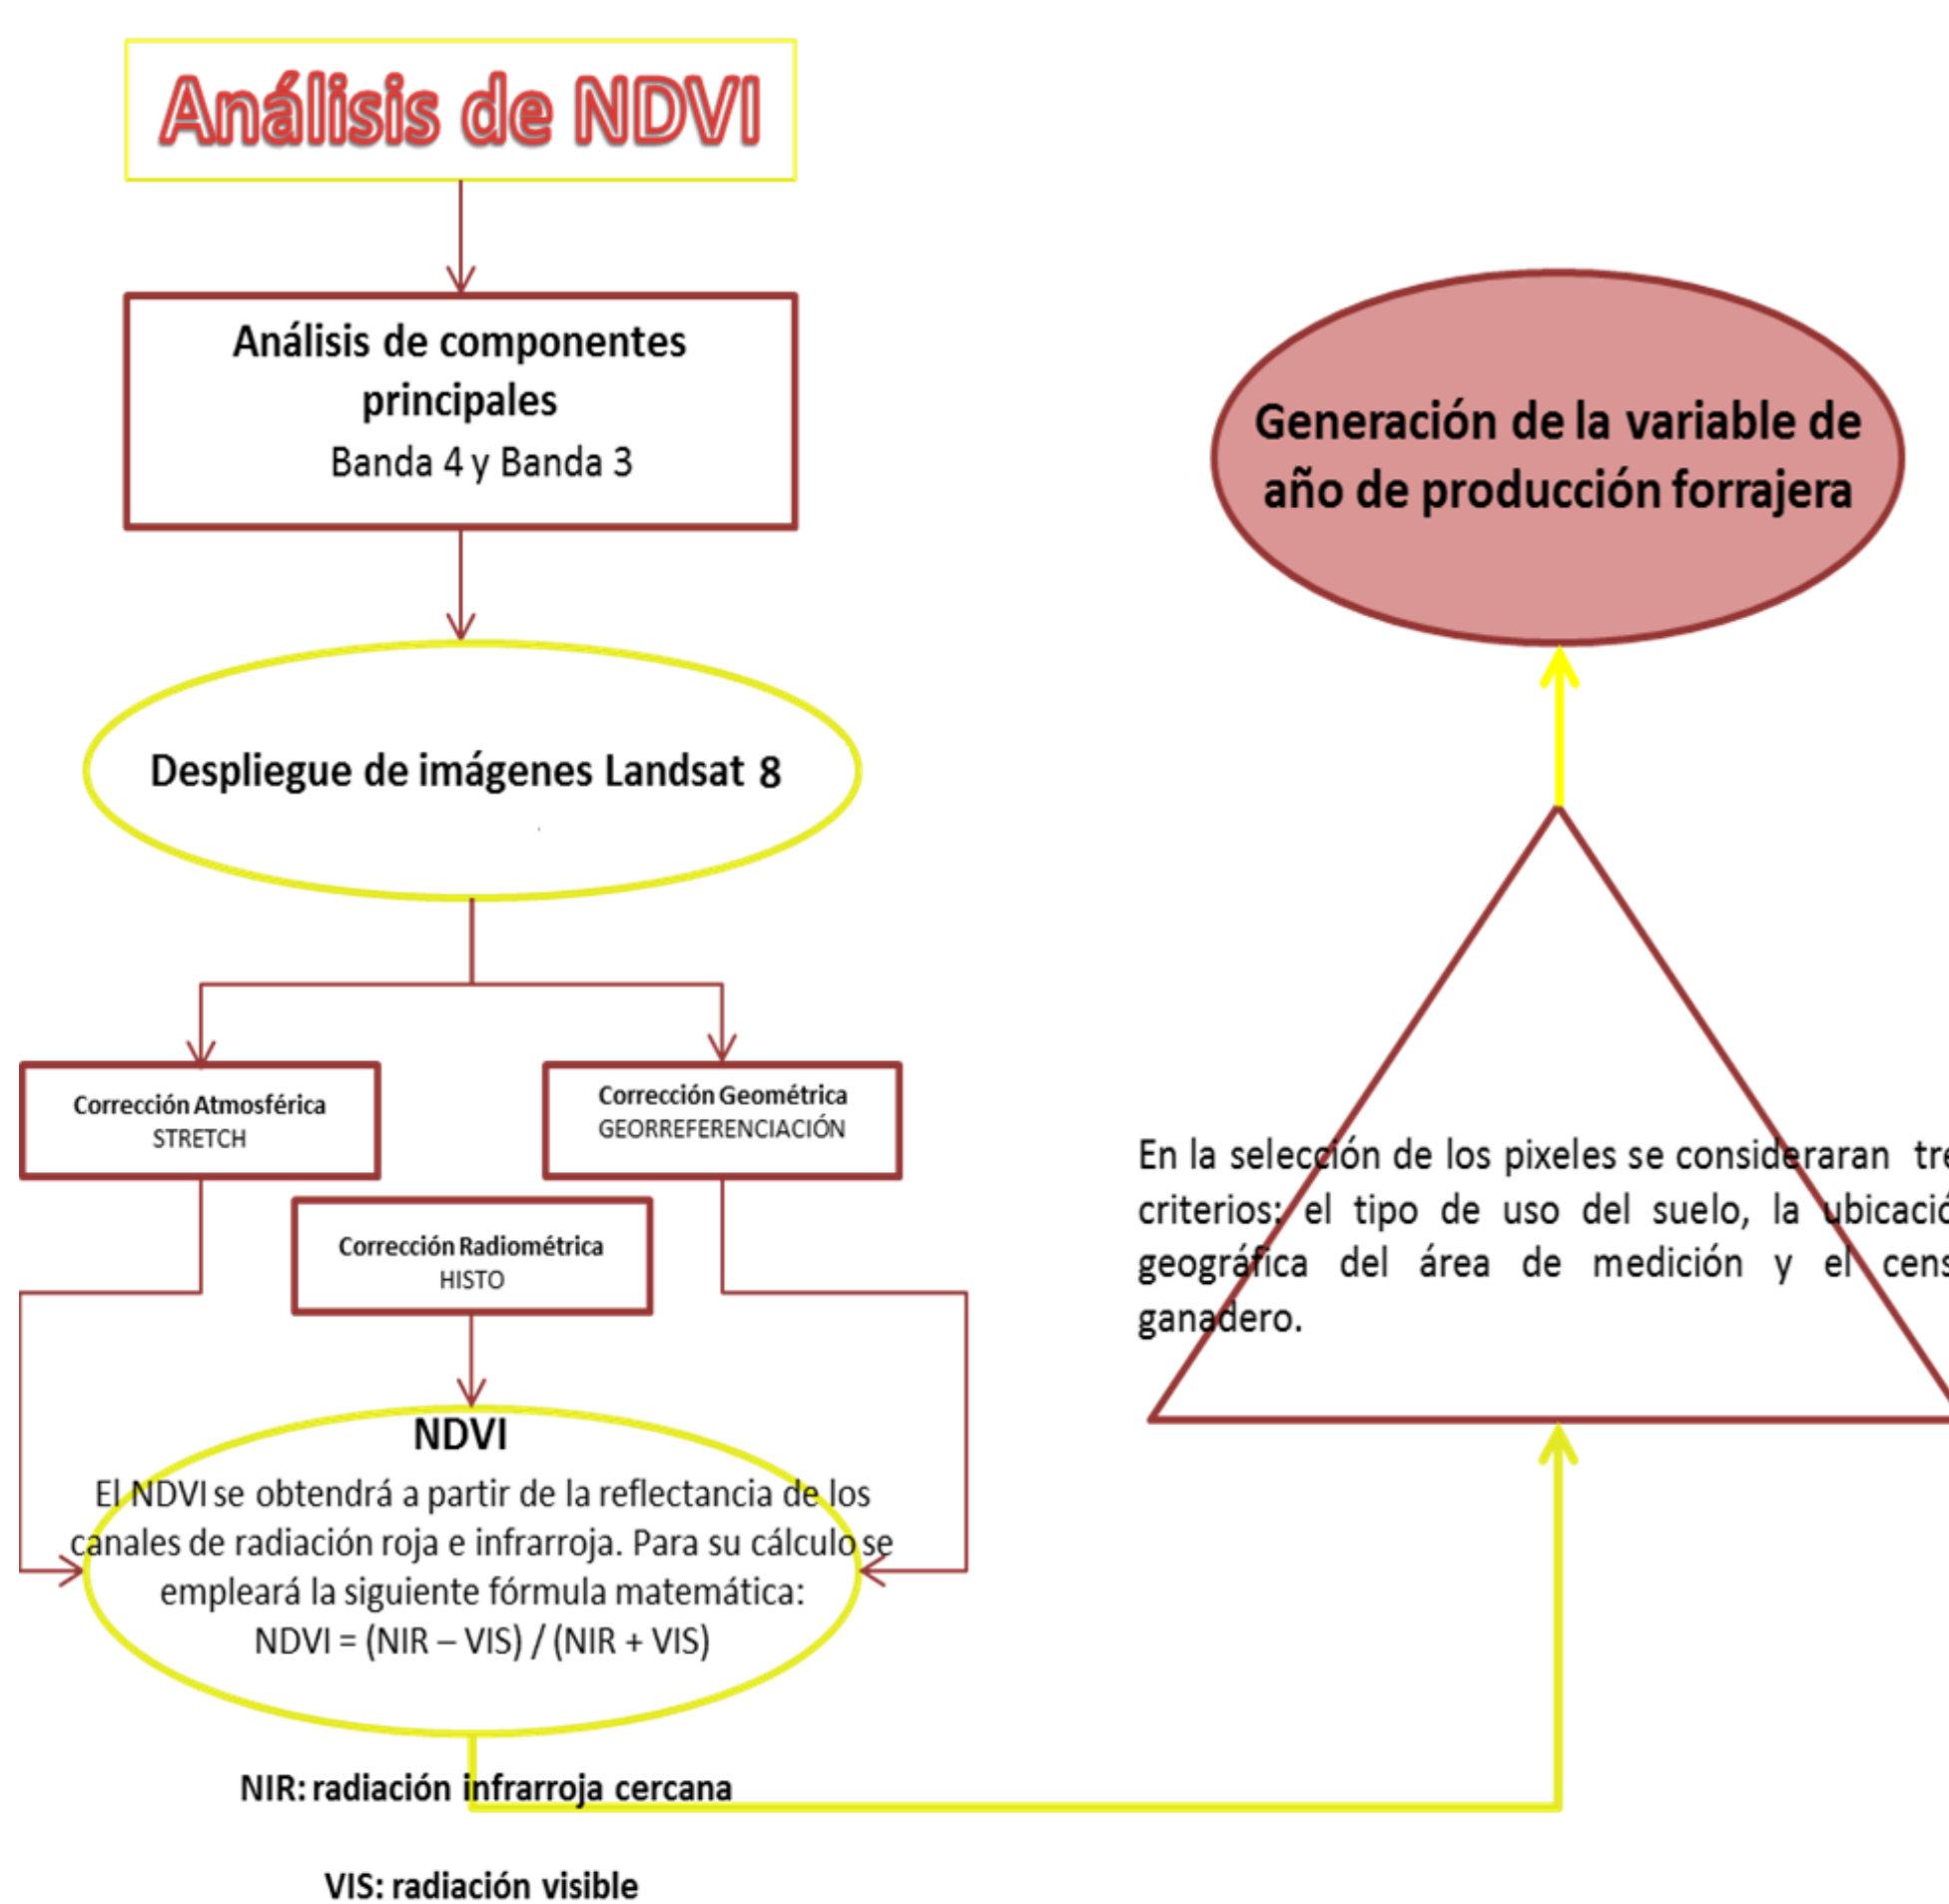 Análisis de NDVI
Análisis de componentes
principales
Banda 4 y Banda 3
Despliegue de imágenes Landsat 8
Corrección Atmosférica
STRETCH
Corrección Geométrica
GEORREFERENCIACIÓN
Corrección Radiométrica
HISTO
NDVI
El NDVI se obtendrá a partir de la reflectancia de los
canales de radiación roja e infrarroja. Para su cálculo se
empleará la siguiente fórmula matemática:
NDVI = (NIR – VIS) / (NIR + VIS)
NIR: radiación infrarroja cercana
VIS: radiación visible
Generación de la variable de
año de producción forrajera
En la selección de los pixeles se consideraran
criterios: el tipo de uso del suelo, la
geográfica del área de medición y el
ganadero.